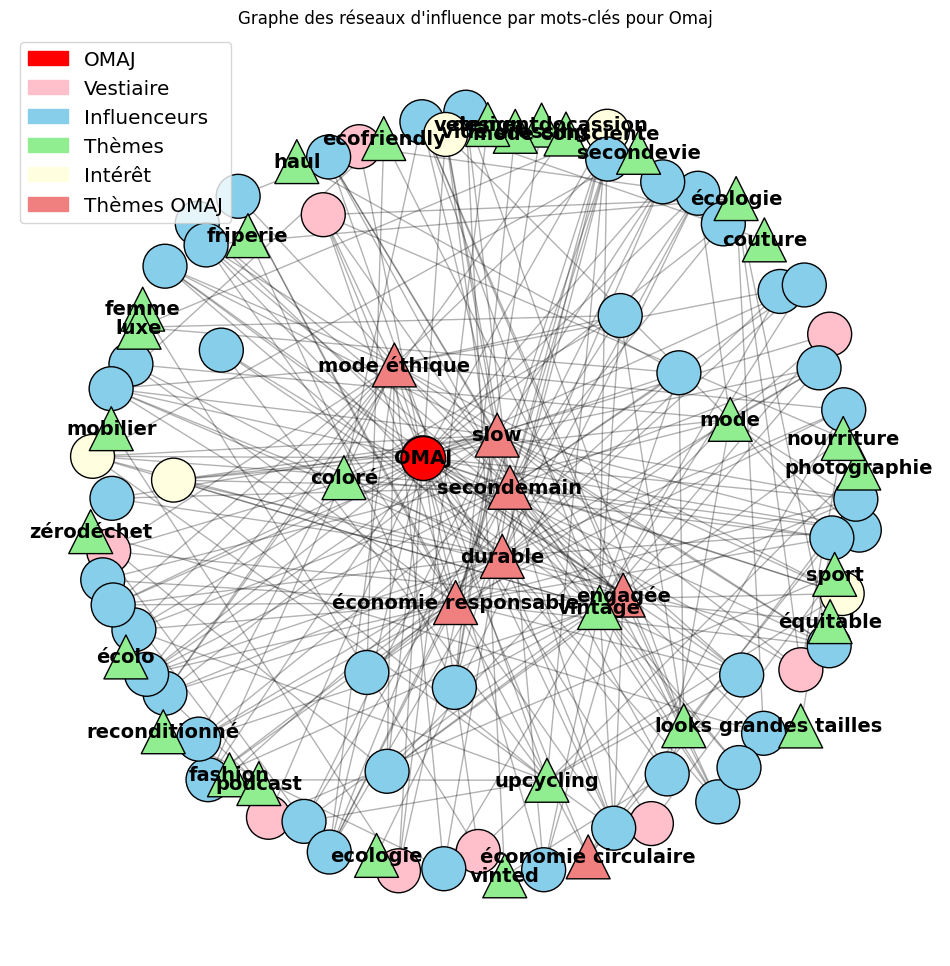 Graphe des réseaux d'influence par mots-clés pour Omaj
OMAJ
Vestiaire
Influenceurs
Thèmes
Intérêt
Thèmes OMAJ
ecofriendly
haul
secondevie
écologie
friperie
couture
femme
luxe
mode éthique
mode
mobilier
slow
nourriture
OMAJ
photographie
coloré
secondemain
zérodéchet
durable
sport
engagée
économie responsable
vintage
équitable
écolo
looks grandes tailles
reconditionné
fashion
podcast
upcycling
ecologie
économie circulaire
vinted